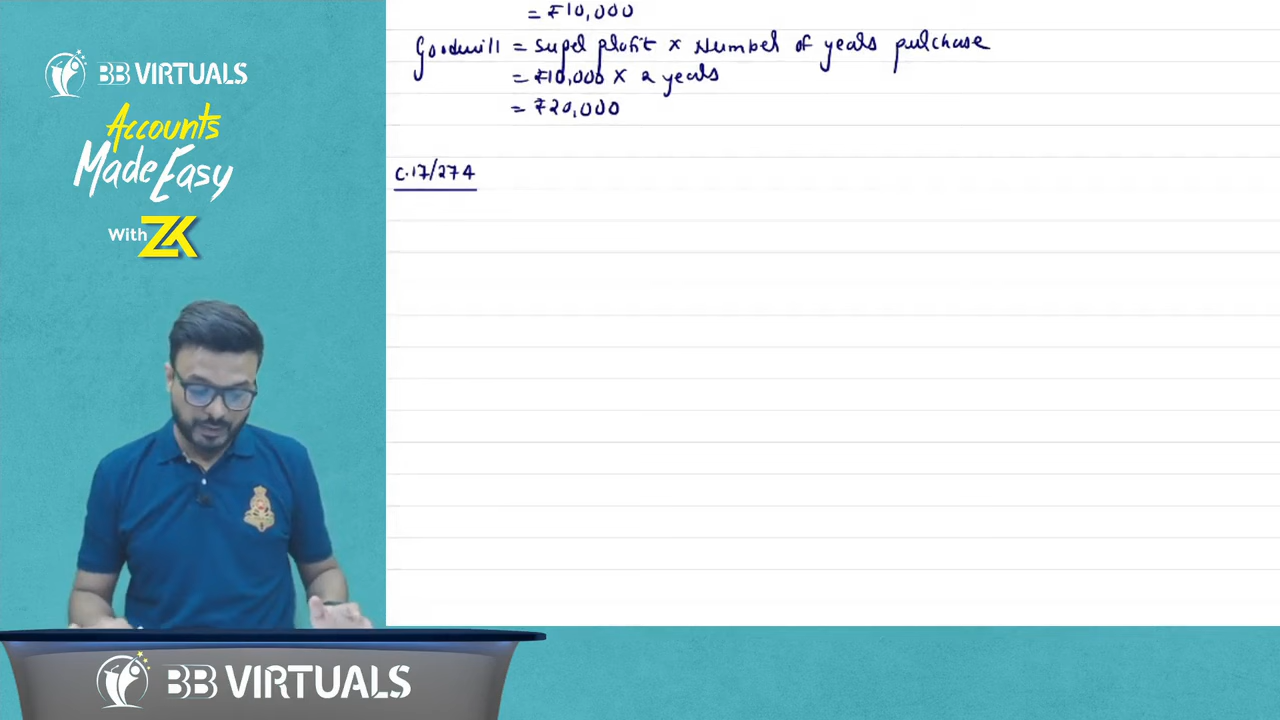 BB VIRTUALS
Accounts
Made Easy
With ZK
= ₹10,000
Goodwill = super profit × Number of years purchase
= ₹10,000 × 2 years
= ₹20,000
C.17/274
BB VIRTUALS